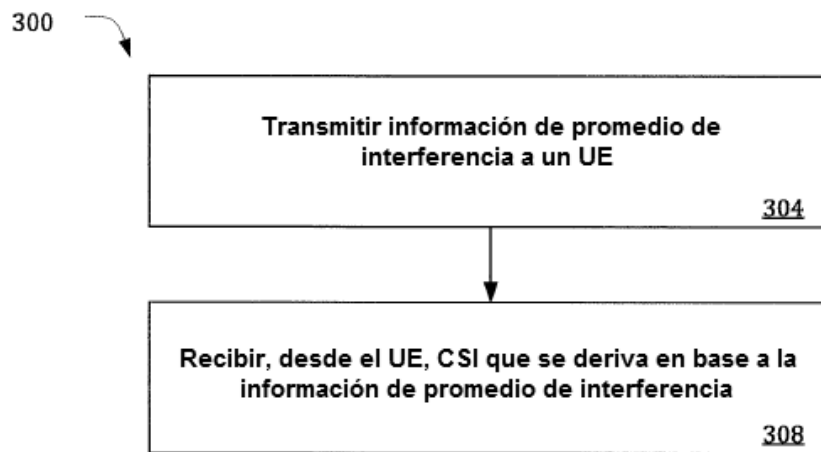 300
Transmitir información de promedio de
interferencia a un UE
304
Recibir, desde el UE, CSI que se deriva en base a la
información de promedio de interferencia
308